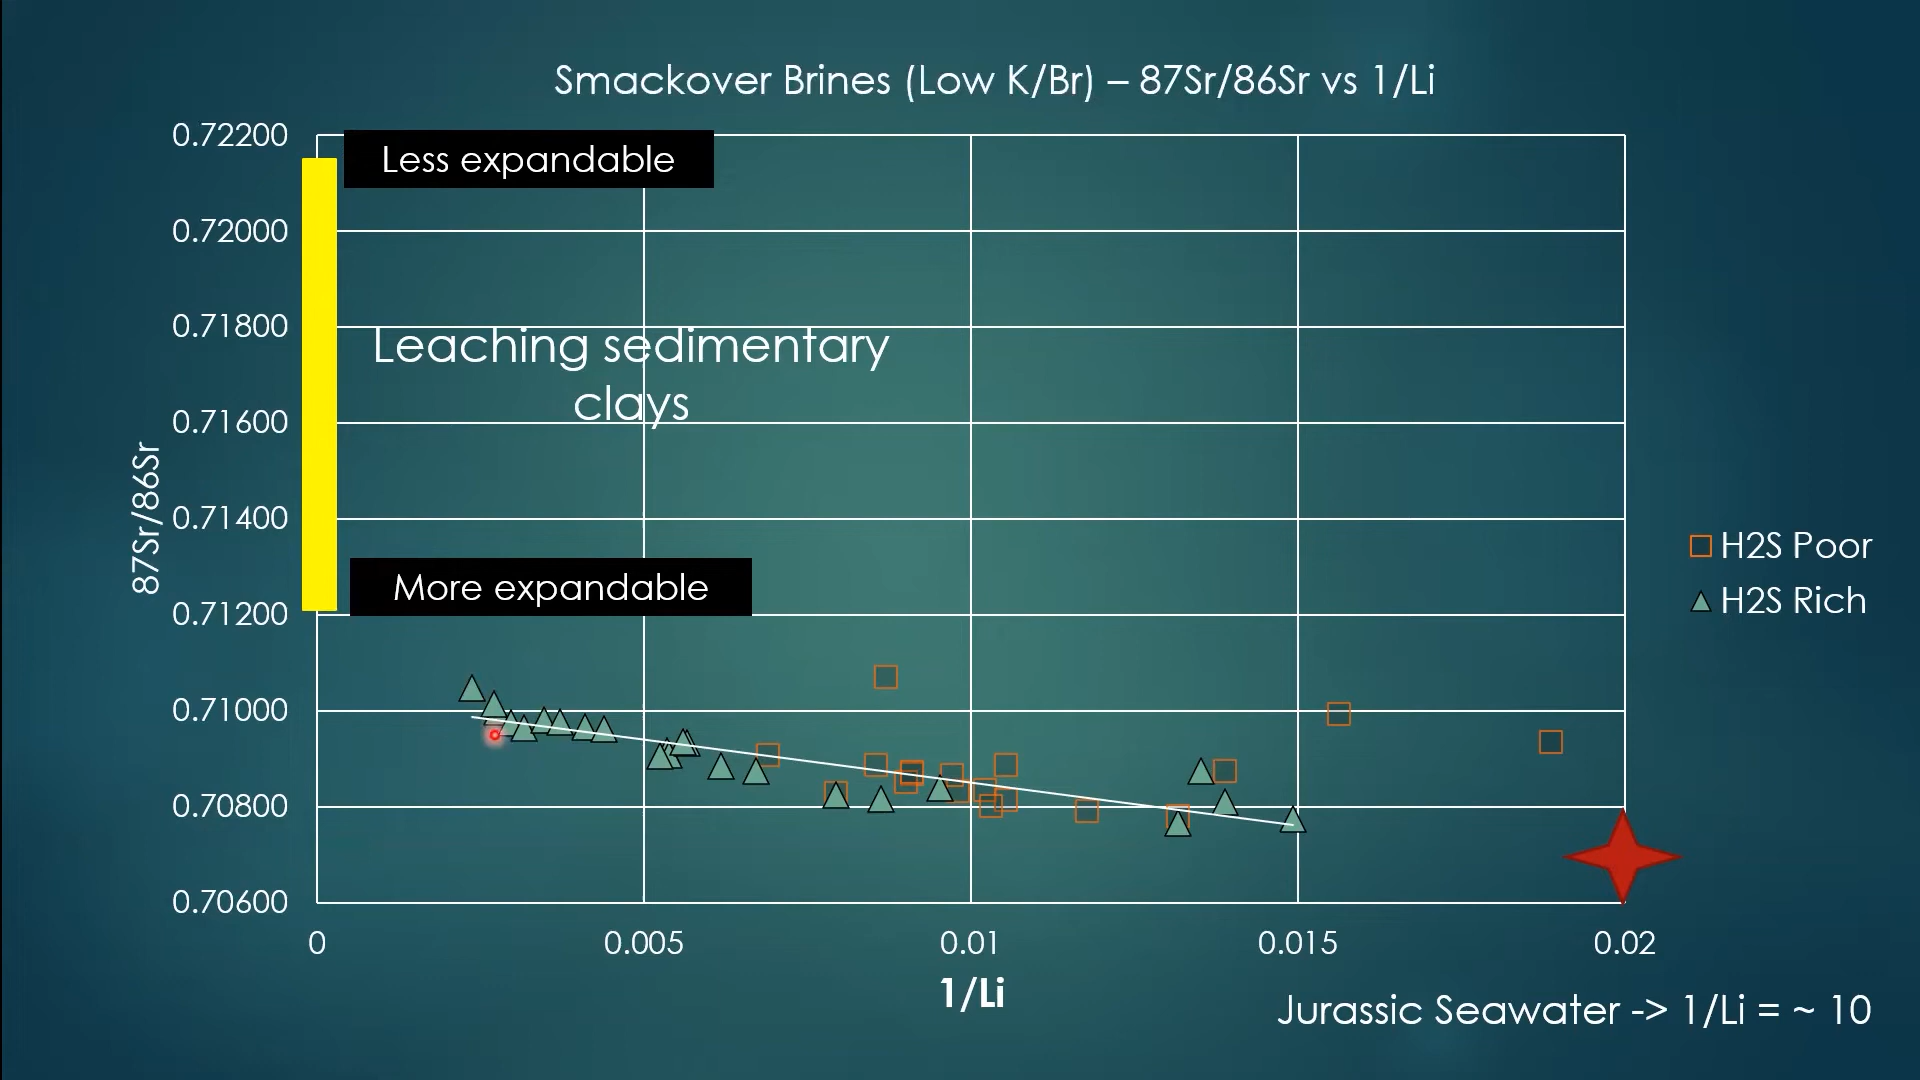 Smackover Brines (Low K/Br) – 87Sr/86Sr vs 1/Li
0.72200
Less expandable
0.72000
0.71800
Leaching sedimentary
clays
0.71600
87Sr/86Sr
0.71400
H2S Poor
More expandable
H2S Rich
0.71200
0.71000
0.70800
0.70600
0
0.005
0.01
0.015
0.02
1/Li
Jurassic Seawater -> 1/Li = ~ 10